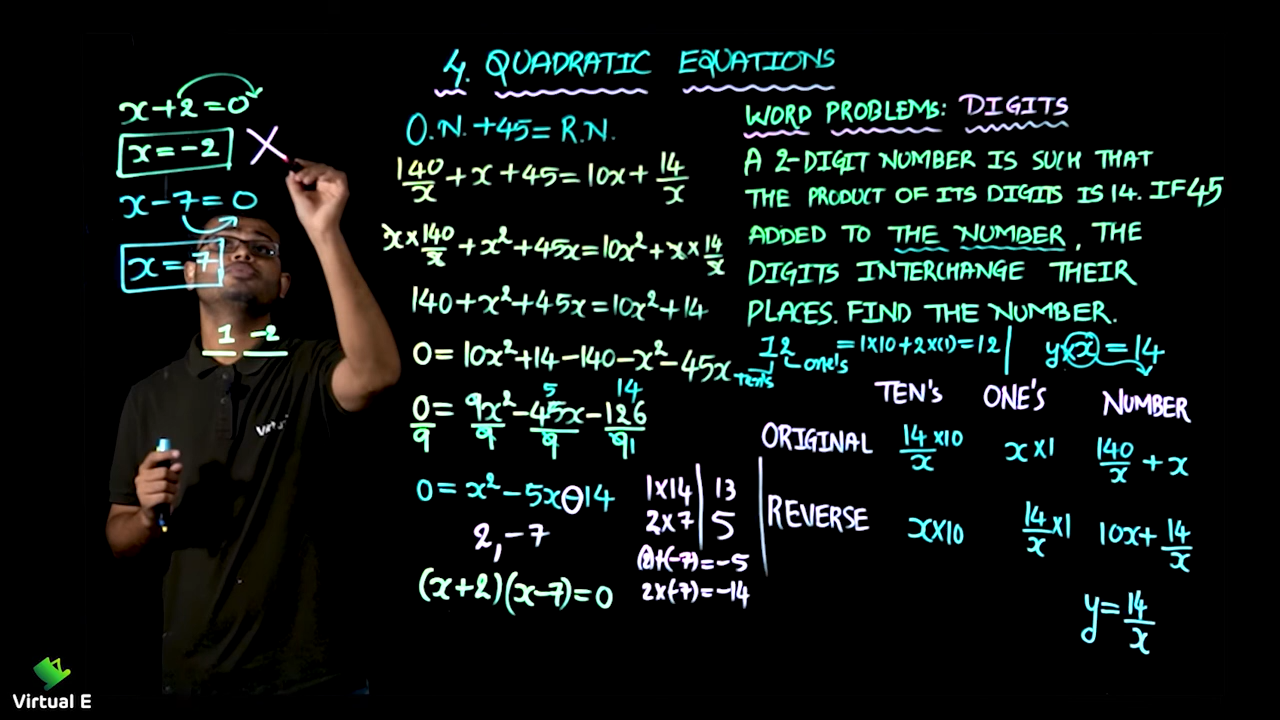 4. QUADRATIC EQUATIONS
x+2=0
x=-2 ×
x-7=0
x=7
1 -2
O.N. +45= R.N.
140/x + x + 45 = 10x + 14/x
x × 140/x + x² + 45x = 10x² + x × 14/x
140 + x² + 45x = 10x² + 14
0 = 10x² + 14 - 140 - x² - 45x
5 14
0/9 = 9x²/9 - 45x/9 - 126/9 1
0 = x² - 5x - 14
2, -7
(x+2)(x-7)=0
1×14 | 13
2×7 | 5
(2)+(-7)=-5
2×(-7)=-14
WORD PROBLEMS: DIGITS
A 2-DIGIT NUMBER IS SUCH THAT
THE PRODUCT OF ITS DIGITS IS 14. IF 45
ADDED TO THE NUMBER, THE
DIGITS INTERCHANGE THEIR
PLACES. FIND THE NUMBER.
12 = 1×10+2×(1)=12 | y×x=14
Ten's one's
TEN'S ONE'S NUMBER
ORIGINAL 14/x ×10 x×1 140/x + x
REVERSE x×10 14/x ×1 10x+ 14/x
y= 14/x
Virtual E